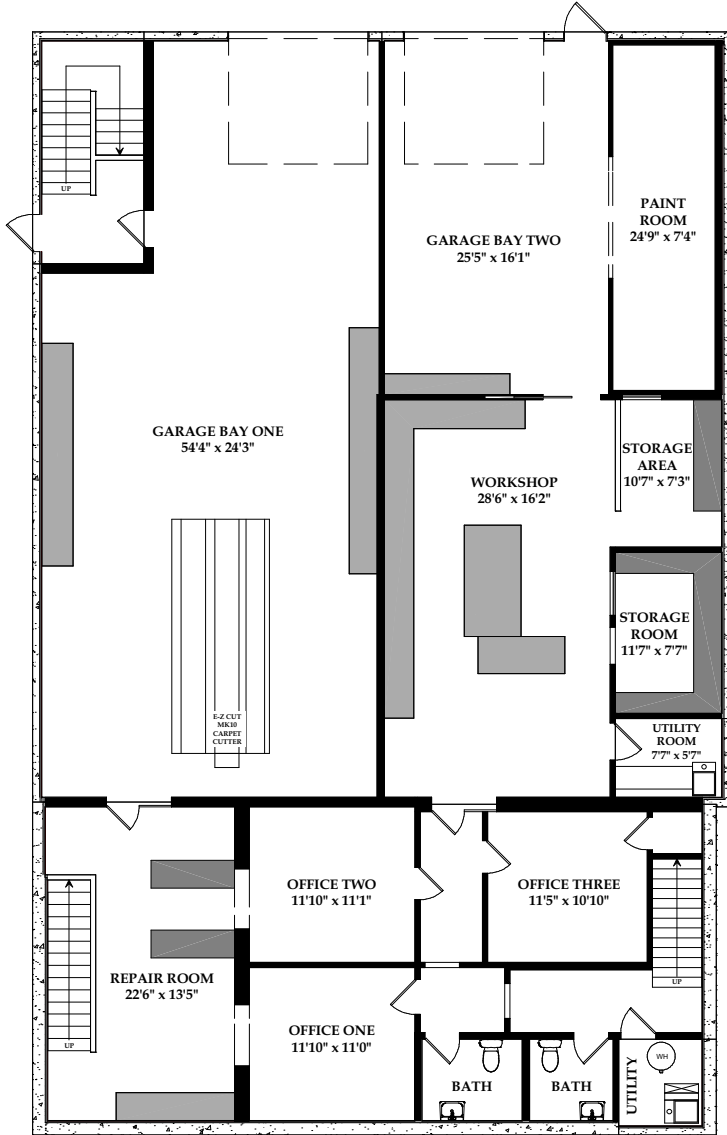 UP
PAINT
ROOM
24'9" x 7'4"
GARAGE BAY TWO
25'5" x 16'1"
GARAGE BAY ONE
54'4" x 24'3"
STORAGE
AREA
10'7" x 7'3"
WORKSHOP
28'6" x 16'2"
STORAGE
ROOM
11'7" x 7'7"
E-Z CUT
MK10
CARPET
CUTTER
UTILITY
ROOM
7'7" x 5'7"
OFFICE TWO
11'10" x 11'1"
OFFICE THREE
11'5" x 10'10"
REPAIR ROOM
22'6" x 13'5"
UP
OFFICE ONE
11'10" x 11'0"
UP
BATH
BATH
UTILITY
WH